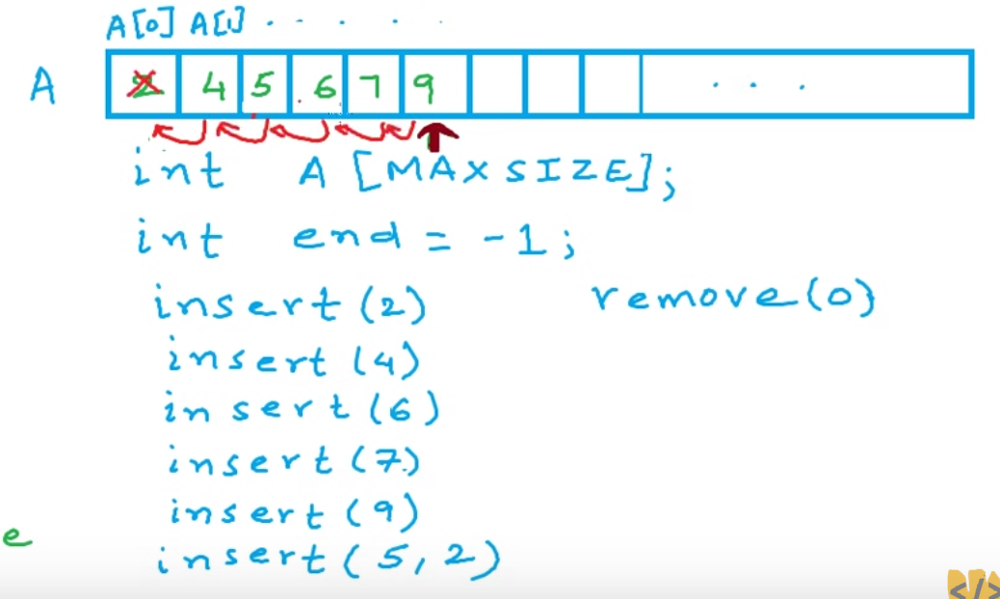 A[0] A[1] . . . . .
A 2 4 5 . 6 7 9 . . .
int A [MAXSIZE];
int end = -1;
insert (2) remove(0)
insert (4)
insert (6)
insert (7)
insert (9)
insert ( 5, 2)
e
</>